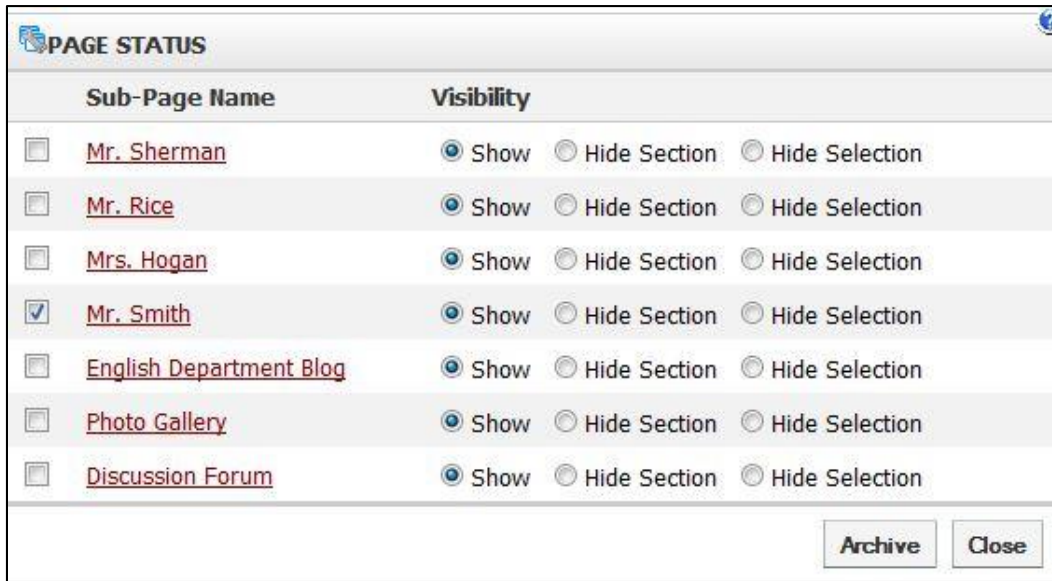 PAGE STATUS
Sub-Page Name Visibility
Mr. Sherman Show Hide Section Hide Selection
Mr. Rice Show Hide Section Hide Selection
Mrs. Hogan Show Hide Section Hide Selection
Mr. Smith Show Hide Section Hide Selection
English Department Blog Show Hide Section Hide Selection
Photo Gallery Show Hide Section Hide Selection
Discussion Forum Show Hide Section Hide Selection
Archive Close